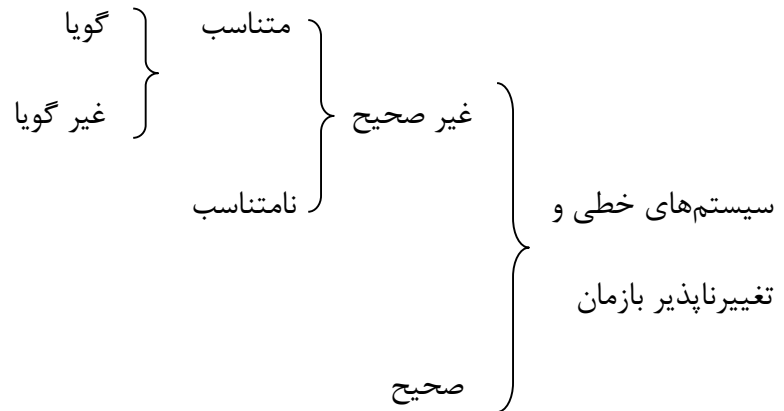 متناسب
گویا
غیر صحیح
غیر گویا
سیستم‌های خطی و
نامتناسب
تغییرناپذیر بازمان
صحیح